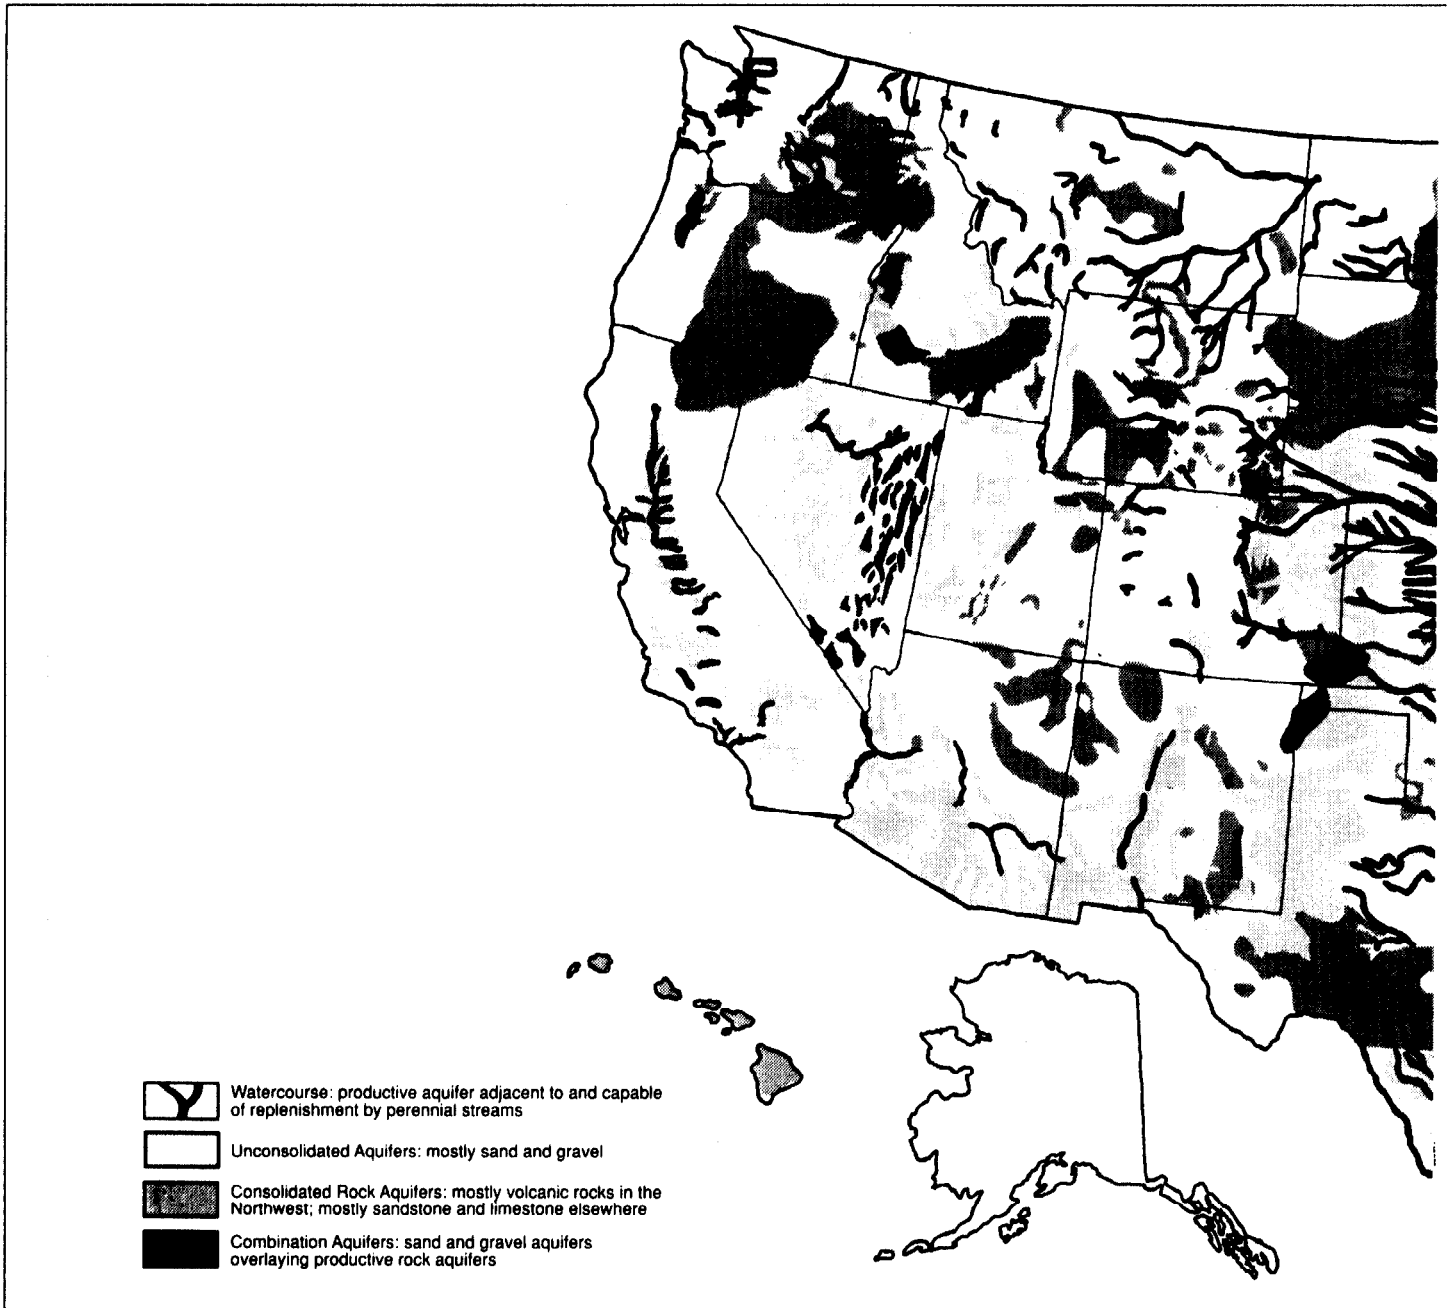 Watercourse: productive aquifer adjacent to and capable
of replenishment by perennial streams
Unconsolidated Aquifers: mostly sand and gravel
Consolidated Rock Aquifers: mostly volcanic rocks in the
Northwest; mostly sandstone and limestone elsewhere
Combination Aquifers: sand and gravel aquifers
overlaying productive rock aquifers